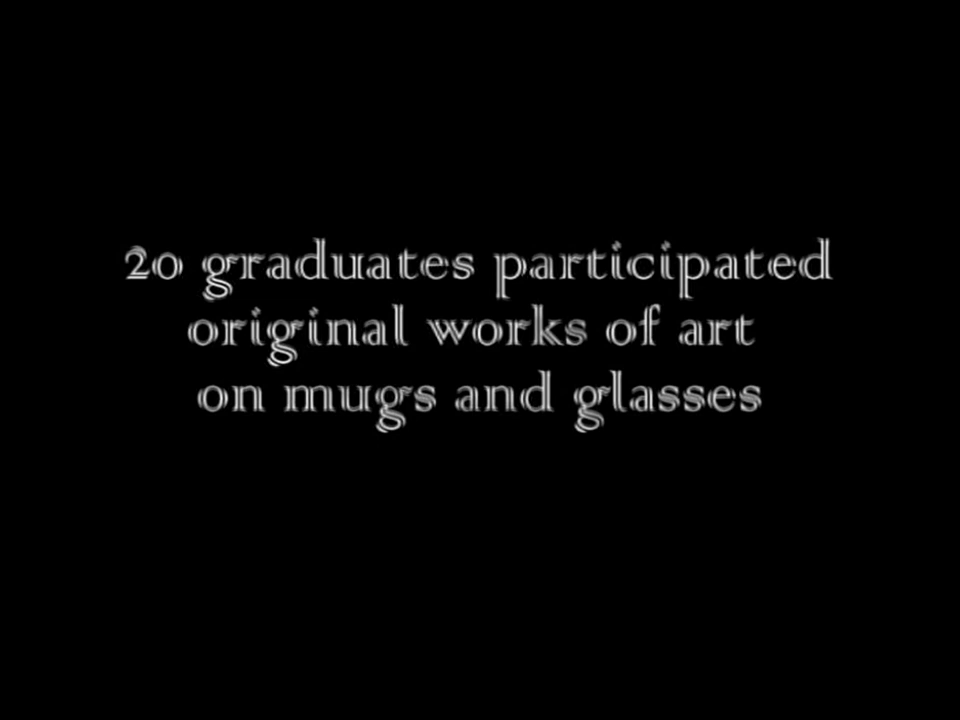 20 graduates participated
original works of art
on mugs and glasses